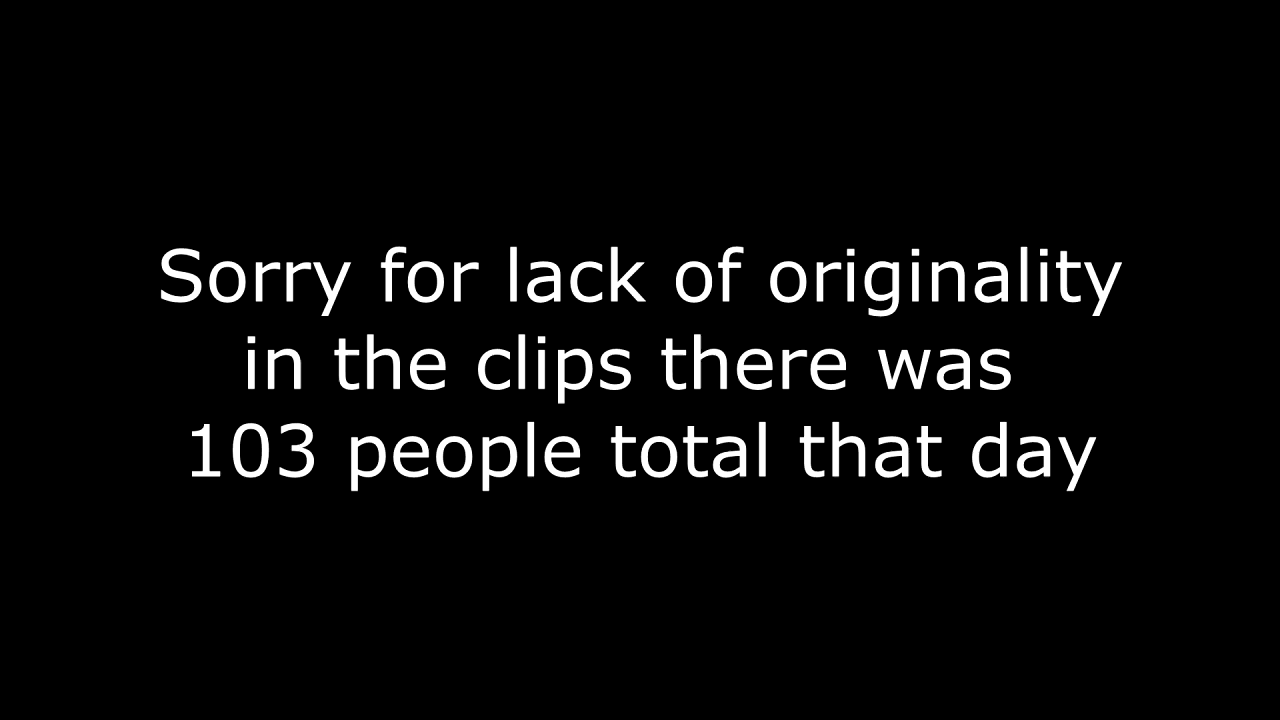 Sorry for lack of originality
in the clips there was
103 people total that day